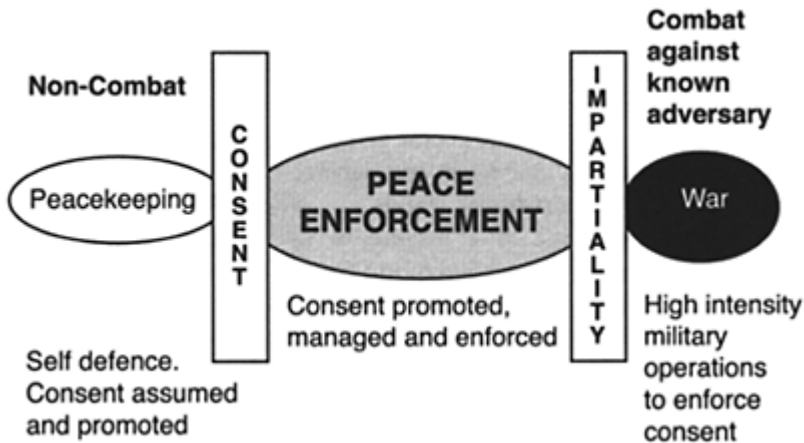 Non-Combat
Peacekeeping
Self defence.
Consent assumed
and promoted
CONSENT
PEACE
ENFORCEMENT
Consent promoted,
managed and enforced
IMPARTIALITY
Combat
against
known
adversary
War
High intensity
military
operations
to enforce
consent